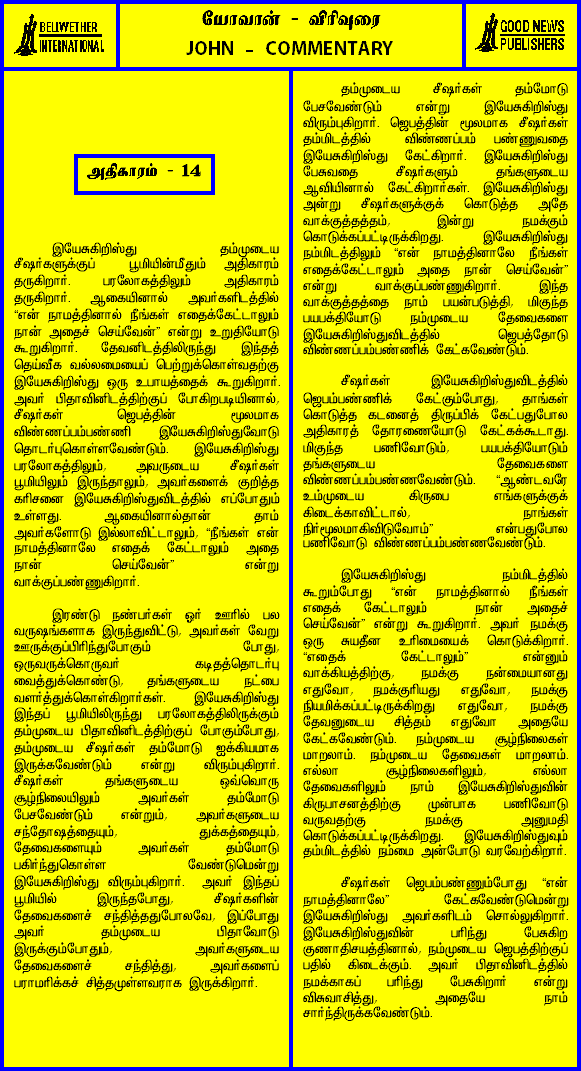 BELLWETHER
INTERNATIONAL
யோவான் - விரிவுரை
JOHN - COMMENTARY
GOOD NEWS
PUBLISHERS
அதிகாரம் - 14
இயேசுகிறிஸ்து தம்முடைய
சீஷர்களுக்குப் பூமியின்மீதும் அதிகாரம்
தருகிறார். பரலோகத்திலும் அதிகாரம்
தருகிறார். ஆகையினால் அவர்களிடத்தில்
“என் நாமத்தினால் நீங்கள் எதைக்கேட்டாலும்
நான் அதைச் செய்வேன்” என்று உறுதியோடு
கூறுகிறார். தேவனிடத்திலிருந்து இந்தத்
தெய்வீக வல்லமையைப் பெற்றுக்கொள்வதற்கு
இயேசுகிறிஸ்து ஒரு உபாயத்தைக் கூறுகிறார்.
அவர் பிதாவினிடத்திற்குப் போகிறபடியினால்,
சீஷர்கள் ஜெபத்தின் மூலமாக
விண்ணப்பம்பண்ணி இயேசுகிறிஸ்துவோடு
தொடர்புகொள்ளவேண்டும். இயேசுகிறிஸ்து
பரலோகத்திலும், அவருடைய சீஷர்கள்
பூமியிலும் இருந்தாலும், அவர்களைக் குறித்த
கரிசனை இயேசுகிறிஸ்துவிடத்தில் எப்போதும்
உள்ளது. ஆகையினால்தான் தாம்
அவர்களோடு இல்லாவிட்டாலும், “நீங்கள் என்
நாமத்தினாலே எதைக் கேட்டாலும் அதை
நான் செய்வேன்” என்று
வாக்குப்பண்ணுகிறார்.
இரண்டு நண்பர்கள் ஓர் ஊரில் பல
வருஷங்களாக இருந்துவிட்டு, அவர்கள் வேறு
ஊருக்குப்பிரிந்துபோகும் போது,
ஒருவருக்கொருவர் கடிதத்தொடர்பு
வைத்துக்கொண்டு, தங்களுடைய நட்பை
வளர்த்துக்கொள்கிறார்கள். இயேசுகிறிஸ்து
இந்தப் பூமியிலிருந்து பரலோகத்திலிருக்கும்
தம்முடைய பிதாவினிடத்திற்குப் போகும்போது,
தம்முடைய சீஷர்கள் தம்மோடு ஐக்கியமாக
இருக்கவேண்டும் என்று விரும்புகிறார்.
சீஷர்கள் தங்களுடைய ஒவ்வொரு
சூழ்நிலையிலும் அவர்கள் தம்மோடு
பேசவேண்டும் என்றும், அவர்களுடைய
சந்தோஷத்தையும், துக்கத்தையும்,
தேவைகளையும் அவர்கள் தம்மோடு
பகிர்ந்துகொள்ள வேண்டுமென்று
இயேசுகிறிஸ்து விரும்புகிறார். அவர் இந்தப்
பூமியில் இருந்தபோது, சீஷர்களின்
தேவைகளைச் சந்தித்ததுபோலவே, இப்போது
அவர் தம்முடைய பிதாவோடு
இருக்கும்போதும், அவர்களுடைய
தேவைகளைச் சந்தித்து, அவர்களைப்
பராமரிக்கச் சித்தமுள்ளவராக இருக்கிறார்.
தம்முடைய சீஷர்கள் தம்மோடு
பேசவேண்டும் என்று இயேசுகிறிஸ்து
விரும்புகிறார். ஜெபத்தின் மூலமாக சீஷர்கள்
தம்மிடத்தில் விண்ணப்பம் பண்ணுவதை
இயேசுகிறிஸ்து கேட்கிறார். இயேசுகிறிஸ்து
பேசுவதை சீஷர்களும் தங்களுடைய
ஆவியினால் கேட்கிறார்கள். இயேசுகிறிஸ்து
அன்று சீஷர்களுக்குக் கொடுத்த அதே
வாக்குத்தத்தம், இன்று நமக்கும்
கொடுக்கப்பட்டிருக்கிறது. இயேசுகிறிஸ்து
நம்மிடத்திலும் “என் நாமத்தினாலே நீங்கள்
எதைக்கேட்டாலும் அதை நான் செய்வேன்”
என்று வாக்குப்பண்ணுகிறார். இந்த
வாக்குத்தத்தை நாம் பயன்படுத்தி, மிகுந்த
பயபக்தியோடு நம்முடைய தேவைகளை
இயேசுகிறிஸ்துவிடத்தில் ஜெபத்தோடு
விண்ணப்பம்பண்ணிக் கேட்கவேண்டும்.
சீஷர்கள் இயேசுகிறிஸ்துவிடத்தில்
ஜெபம்பண்ணிக் கேட்கும்போது, தாங்கள்
கொடுத்த கடனைத் திருப்பிக் கேட்பதுபோல
அதிகாரத் தோரணையோடு கேட்கக்கூடாது.
மிகுந்த பணிவோடும், பயபக்தியோடும்
தங்களுடைய தேவைகளை
விண்ணப்பம்பண்ணவேண்டும். “ஆண்டவரே
உம்முடைய கிருபை எங்களுக்குக்
கிடைக்காவிட்டால், நாங்கள்
நிர்மூலமாகிவிடுவோம்” என்பதுபோல
பணிவோடு விண்ணப்பம்பண்ணவேண்டும்.
இயேசுகிறிஸ்து நம்மிடத்தில்
கூறும்போது “என் நாமத்தினால் நீங்கள்
எதைக் கேட்டாலும் நான் அதைச்
செய்வேன்” என்று கூறுகிறார். அவர் நமக்கு
ஒரு சுயதீன உரிமையைக் கொடுக்கிறார்.
“எதைக் கேட்டாலும்” என்னும்
வாக்கியத்திற்கு, நமக்கு நன்மையானது
எதுவோ, நமக்குரியது எதுவோ, நமக்கு
நியமிக்கப்பட்டிருக்கிறது எதுவோ, நமக்கு
தேவனுடைய சித்தம் எதுவோ அதையே
கேட்கவேண்டும். நம்முடைய சூழ்நிலைகள்
மாறலாம். நம்முடைய தேவைகள் மாறலாம்.
எல்லா சூழ்நிலைகளிலும், எல்லா
தேவைகளிலும் நாம் இயேசுகிறிஸ்துவின்
கிருபாசனத்திற்கு முன்பாக பணிவோடு
வருவதற்கு நமக்கு அனுமதி
கொடுக்கப்பட்டிருக்கிறது. இயேசுகிறிஸ்துவும்
தம்மிடத்தில் நம்மை அன்போடு வரவேற்கிறார்.
சீஷர்கள் ஜெபம்பண்ணும்போது “என்
நாமத்தினாலே” கேட்கவேண்டுமென்று
இயேசுகிறிஸ்து அவர்களிடம் சொல்லுகிறார்.
இயேசுகிறிஸ்துவின் பரிந்து பேசுகிற
குணாதிசயத்தினால், நம்முடைய ஜெபத்திற்குப்
பதில் கிடைக்கும். அவர் பிதாவினிடத்தில்
நமக்காகப் பரிந்து பேசுகிறார் என்று
விசுவாசித்து, அதையே நாம்
சார்ந்திருக்கவேண்டும்.